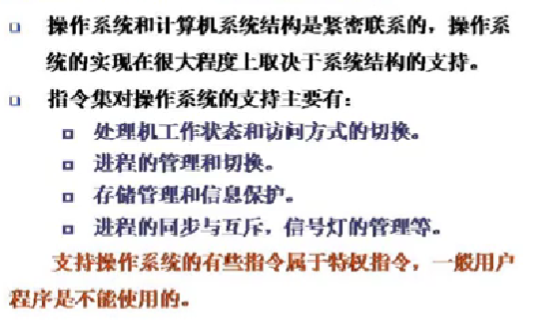 操作系统和计算机系统结构是紧密联系的，操作系
统的实现在很大程度上取决于系统结构的支持。
指令集对操作系统的支持主要有：
处理机工作状态和访问方式的切换。
进程的管理和切换。
存储管理和信息保护。
进程的同步与互斥，信号灯的管理等。
支持操作系统的有些指令属于特权指令，一般用户
程序是不能使用的。